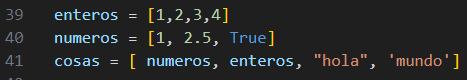 39 enteros = [1,2,3,4]
40 numeros = [1, 2.5, True]
41 cosas = [ numeros, enteros, "hola", 'mundo']